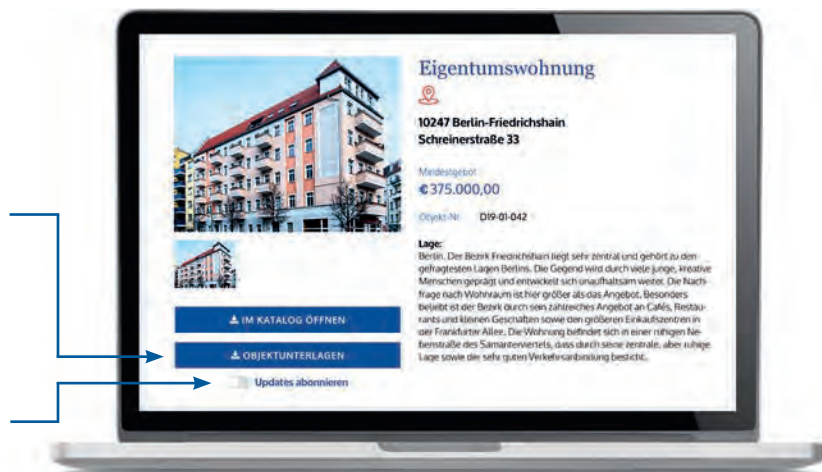 Eigentumswohnung
10247 Berlin-Friedrichshain
Schreinerstraße 33
Mindestgebot
€ 375.000,00
Objekt-Nr. D19-01-042
Lage:
Berlin. Der Bezirk Friedrichshain liegt sehr zentral und gehört zu den
gefragtesten Lagen Berlins. Die Gegend wird durch viele junge, kreative
Menschen geprägt und entwickelt sich unaufhaltsam weiter. Die Nach-
frage nach Wohnraum ist hier größer als das Angebot. Besonders
beliebt ist der Bezirk durch sein zahlreiches Angebot an Cafés, Restau-
rants und kleinen Geschäften sowie den größeren Einkaufszentren in
der Frankfurter Allee. Die Wohnung befindet sich in einer ruhigen Ne-
benstraße des Samariterviertels, dass durch seine zentrale, aber ruhige
Lage sowie der sehr guten Verkehrsanbindung besticht.
IM KATALOG ÖFFNEN
OBJEKTUNTERLAGEN
Updates abonnieren